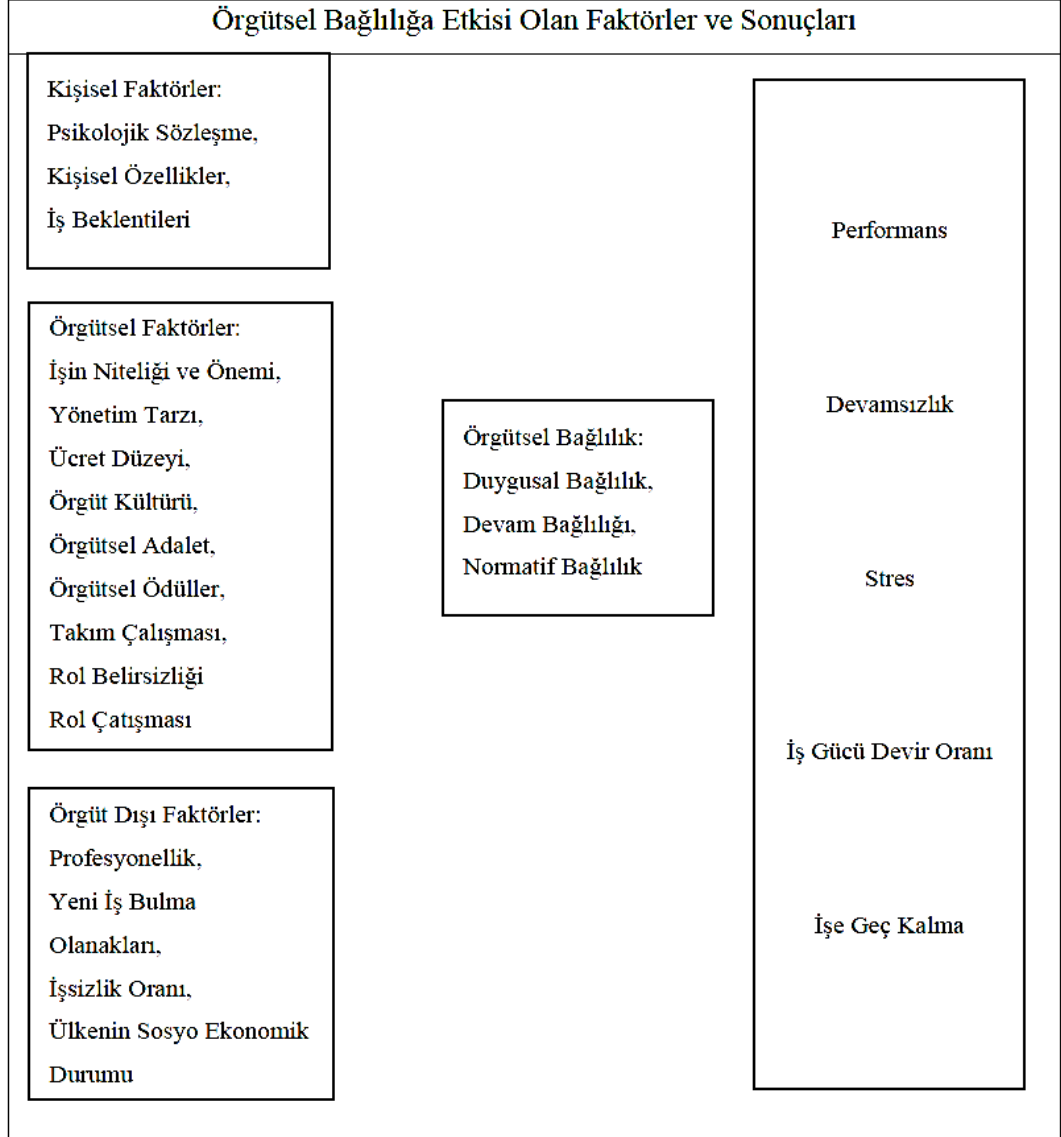 Örgütsel Bağlılığa Etkisi Olan Faktörler ve Sonuçları
Kişisel Faktörler:
Psikolojik Sözleşme,
Kişisel Özellikler,
İş Beklentileri
Örgütsel Faktörler:
İşin Niteliği ve Önemi,
Yönetim Tarzı,
Ücret Düzeyi,
Örgüt Kültürü,
Örgütsel Adalet,
Örgütsel Ödüller,
Takım Çalışması,
Rol Belirsizliği
Rol Çatışması
Örgüt Dışı Faktörler:
Profesyonellik,
Yeni İş Bulma
Olanakları,
İşsizlik Oranı,
Ülkenin Sosyo Ekonomik
Durumu
Örgütsel Bağlılık:
Duygusal Bağlılık,
Devam Bağlılığı,
Normatif Bağlılık
Performans
Devamsızlık
Stres
İş Gücü Devir Oranı
İşe Geç Kalma